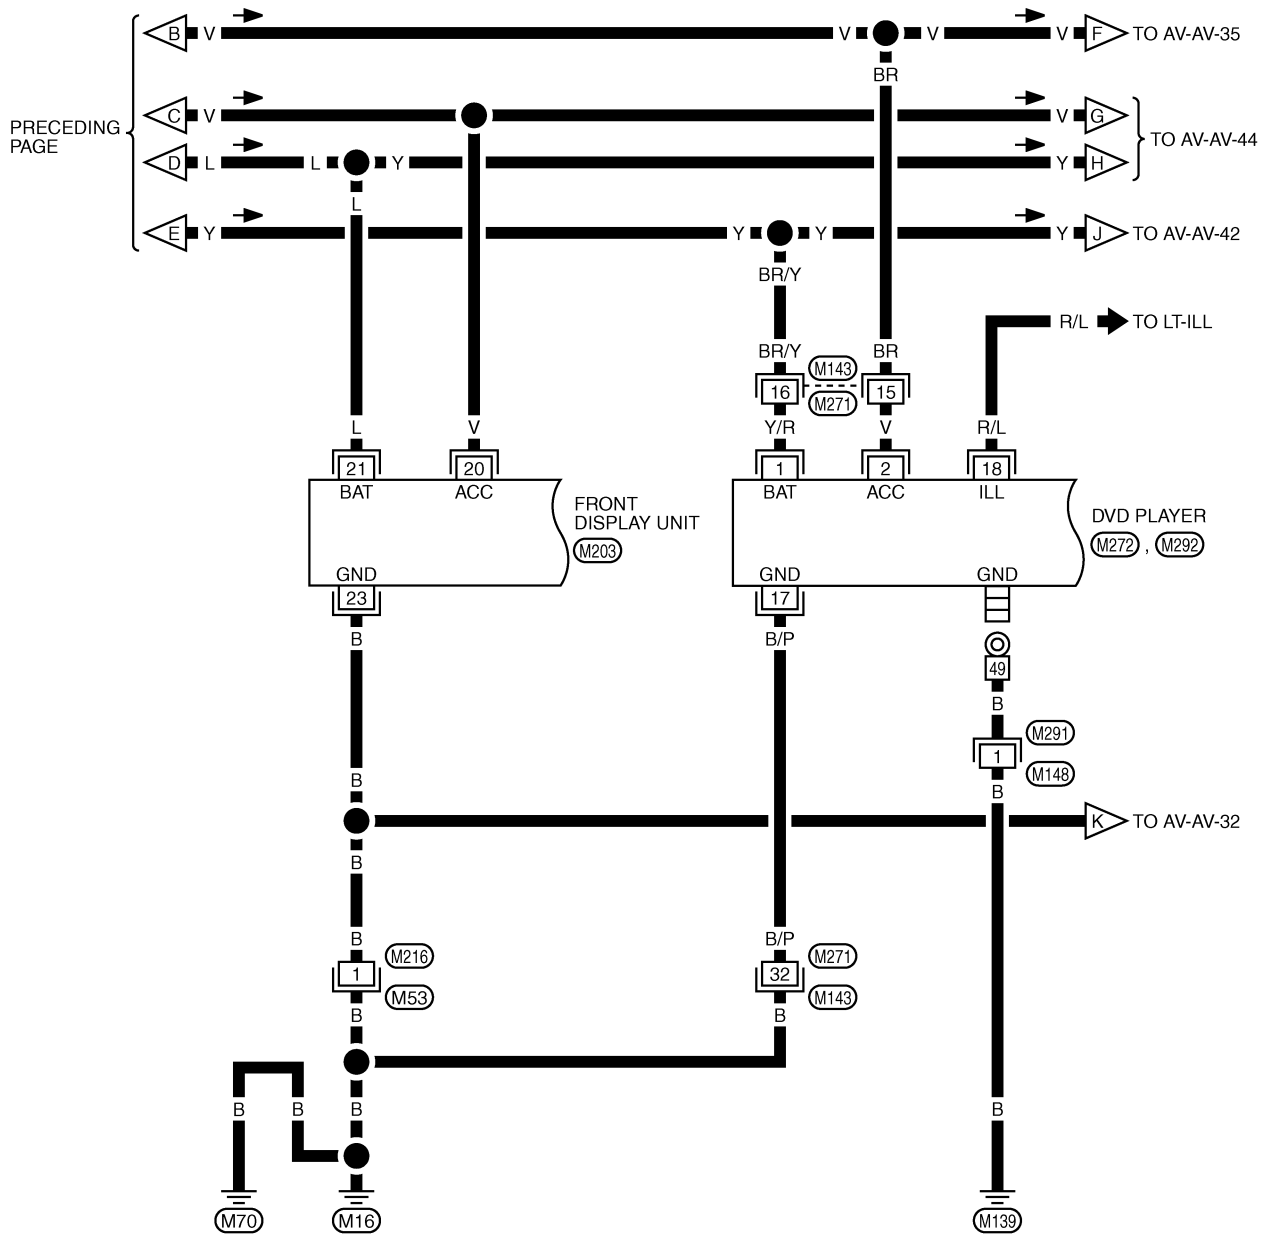 B V V V V F TO AV-AV-35
BR
C V V G
PRECEDING
PAGE
TO AV-AV-44
D L L Y Y H
L
E Y Y Y Y J TO AV-AV-42
BR/Y
R/L TO LT-ILL
BR/Y BR
M143
16 15
M271
L V Y/R V R/L
21 20 1 2 18
BAT ACC BAT ACC ILL
FRONT
DISPLAY UNIT
M203
DVD PLAYER
M272 , M292
GND GND GND
23 17
B B/P
49
B
M291
1
M148
B B
K TO AV-AV-32
B
B B/P
M216 M271
1 32
M53 M143
B B
B B B B
M70 M16 M139